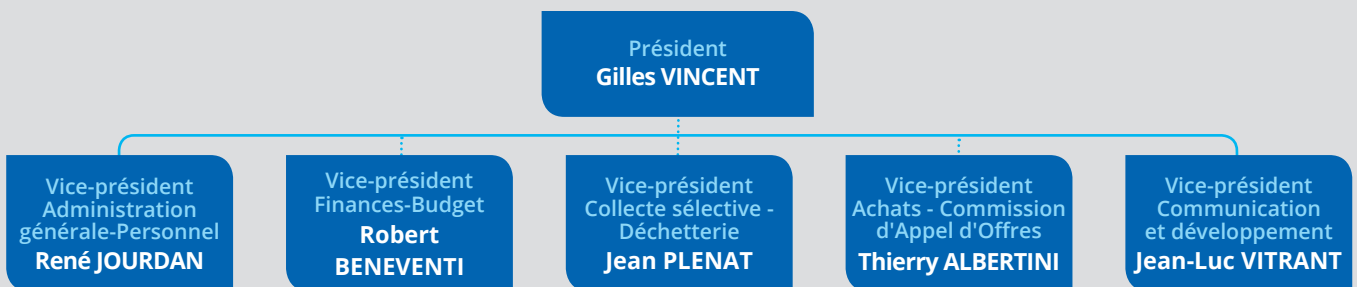 Président
Gilles VINCENT
Vice-président
Administration
générale-Personnel
René JOURDAN
Vice-président
Finances-Budget
Robert
BENEVENTI
Vice-président
Collecte sélective -
Déchetterie
Jean PLENAT
Vice-président
Achats - Commission
d'Appel d'Offres
Thierry ALBERTINI
Vice-président
Communication
et développement
Jean-Luc VITRANT